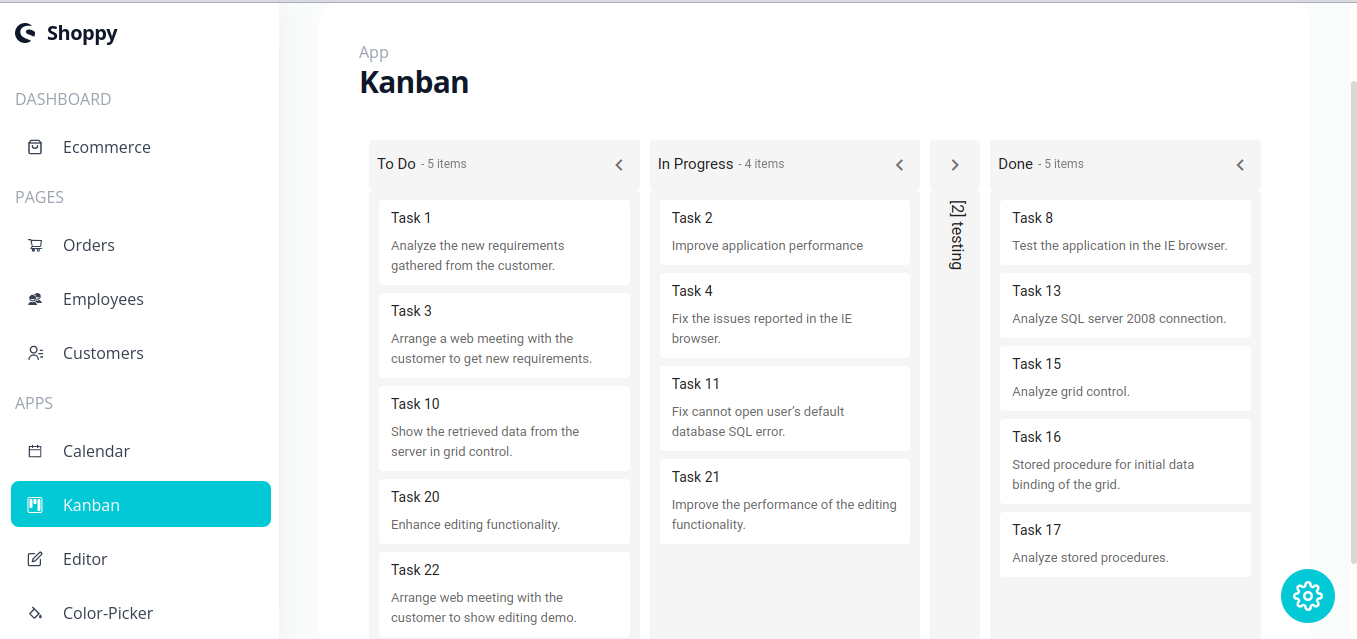 Shoppy
DASHBOARD
Ecommerce
PAGES
Orders
Employees
Customers
APPS
Calendar
Kanban
Editor
Color-Picker
App
Kanban
To Do - 5 items
Task 1
Analyze the new requirements
gathered from the customer.
Task 3
Arrange a web meeting with the
customer to get new requirements.
Task 10
Show the retrieved data from the
server in grid control.
Task 20
Enhance editing functionality.
Task 22
Arrange web meeting with the
customer to show editing demo.
In Progress - 4 items
Task 2
Improve application performance
Task 4
Fix the issues reported in the IE
browser.
Task 11
Fix cannot open user's default
database SQL error.
Task 21
Improve the performance of the editing
functionality.
[2] testing
Done - 5 items
Task 8
Test the application in the IE browser.
Task 13
Analyze SQL server 2008 connection.
Task 15
Analyze grid control.
Task 16
Stored procedure for initial data
binding of the grid.
Task 17
Analyze stored procedures.